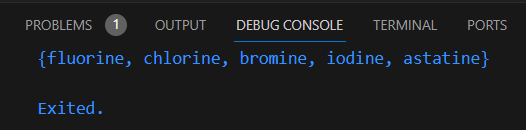 PROBLEMS 1 OUTPUT DEBUG CONSOLE TERMINAL PORTS
{fluorine, chlorine, bromine, iodine, astatine}
Exited.